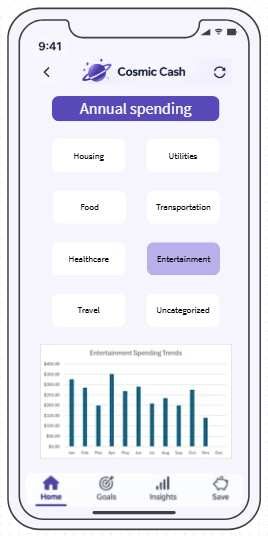 9:41
Cosmic Cash
Annual spending
Housing
Utilities
Food
Transportation
Healthcare
Entertainment
Travel
Uncategorized
Entertainment Spending Trends
$400.00
$350.00
$300.00
$250.00
$200.00
$150.00
$100.00
$50.00
$0.00
Jan Feb Mar Apr May Jun Jul Aug Sep Oct Nov Dec
Home Goals Insights Save